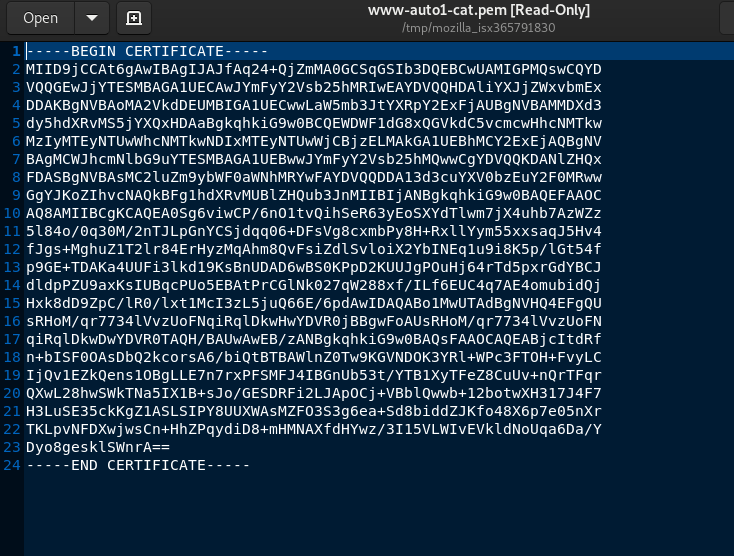 Open
www-auto1-cat.pem [Read-Only]
/tmp/mozilla_isx365791830
1 -----BEGIN CERTIFICATE-----
2 MIID9jCCAt6gAwIBAgIJAJfAq24+QjZmMA0GCSqGSIb3DQEBCwUAMIGPMQswCQYD
3 VQQGEwJjYTESMBAGA1UECAwJYmFyY2Vsb25hMRIwEAYDVQQHDAliYXJjZWxvbmEx
4 DDAKBgNVBAoMA2VkdDEUMBIGA1UECwwLaW5mb3JtYXRpY2ExFjAUBgNVBAMMDXd3
5 dy5hdXRvMS5jYXQxHDAaBgkqhkiG9w0BCQEWDWF1dG8xQGVkdC5vcmcwHhcNMTkw
6 MzIyMTEyNTUwWhcNMTkwNDIxMTEyNTUwWjCBjzELMAkGA1UEBhMCY2ExEjAQBgNV
7 BAgMCWJhcmNlbG9uYTESMBAGA1UEBwwJYmFyY2Vsb25hMQwwCgYDVQQKDANlZHQx
8 FDASBgNVBAsMC2luZm9ybWF0aWNhMRYwFAYDVQQDDA13d3cuYXV0bzEuY2F0MRww
9 GgYJKoZIhvcNAQkBFg1hdXRvMUBlZHQub3JnMIIBIjANBgkqhkiG9w0BAQEFAAOC
10 AQ8AMIIBCgKCAQEA0Sg6viwCP/6nO1tvQihSeR63yEoSXYdTlwm7jX4uhb7AzWZz
11 5l84o/0q30M/2nTJLpGnYCSjdqq06+DFsVg8cxmbPy8H+RxllYym55xxsaqJ5Hv4
12 fJgs+MghuZ1T2lr84ErHyzMqAhm8QvFsiZdlSvloiX2YbINEq1u9i8K5p/lGt54f
13 p9GE+TDAKa4UUFi3lkd19KsBnUDAD6wBS0KPpD2KUUJgPOuHj64rTd5pxrGdYBCJ
14 dldpPZU9axKsIUBqcPUo5EBAtPrCGlNk027qW288xf/ILf6EUC4q7AE4omubidQj
15 Hxk8dD9ZpC/lR0/lxt1McI3zL5juQ66E/6pdAwIDAQABo1MwUTAdBgNVHQ4EFgQU
16 sRHoM/qr7734lVvzUoFNqiRqlDkwHwYDVR0jBBgwFoAUsRHoM/qr7734lVvzUoFN
17 qiRqlDkwDwYDVR0TAQH/BAUwAwEB/zANBgkqhkiG9w0BAQsFAAOCAQEABjcItdRf
18 n+bISF0OAsDbQ2kcorsA6/biQtBTBAWlnZ0Tw9KGVNDOK3YRl+WPc3FTOH+FvyLC
19 IjQv1EZkQens1OBgLLE7n7rxPFSMFJ4IBGnUb53t/YTB1XyTFeZ8CuUv+nQrTFqr
20 QXwL28hwSWkTNa5IX1B+sJo/GESDRFi2LJApOCj+VBblQwwb+12botwXH317J4F7
21 H3LuSE35ckKgZ1ASLSIPY8UUXWAsMZFO3S3g6ea+Sd8biddZJKfo48X6p7e05nXr
22 TKLpvNFDXwjwsCn+HhZPqydiD8+mHMNAXfdHYwz/3I15VLWIvEVkldNoUqa6Da/Y
23 Dyo8gesklSWnrA==
24 -----END CERTIFICATE-----